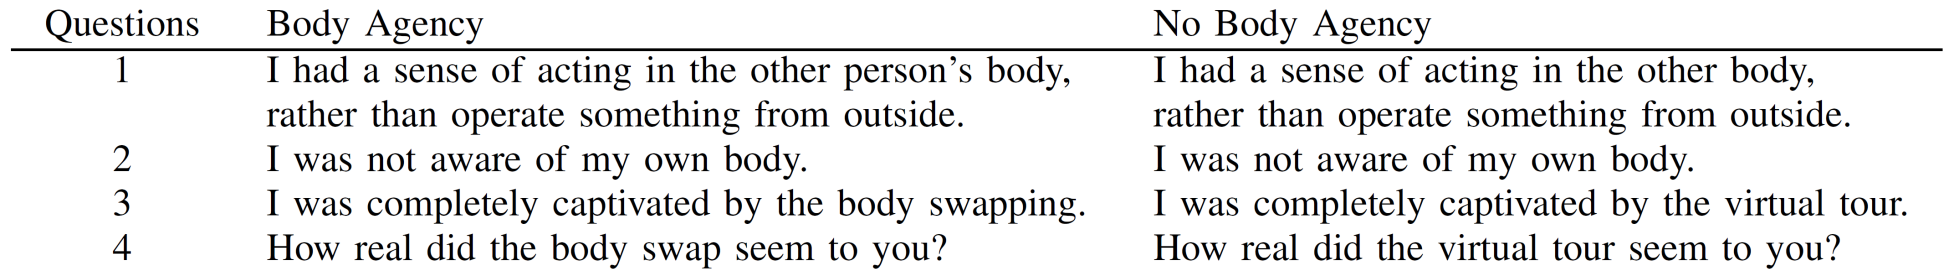 Questions Body Agency No Body Agency
1 I had a sense of acting in the other person's body, I had a sense of acting in the other body,
rather than operate something from outside. rather than operate something from outside.
2 I was not aware of my own body. I was not aware of my own body.
3 I was completely captivated by the body swapping. I was completely captivated by the virtual tour.
4 How real did the body swap seem to you? How real did the virtual tour seem to you?